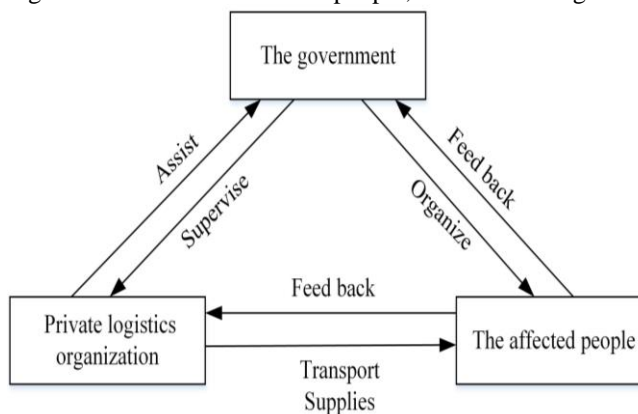 The government
Assist
Supervise
Feed back
Organize
Feed back
Private logistics
organization
The affected people
Transport
Supplies